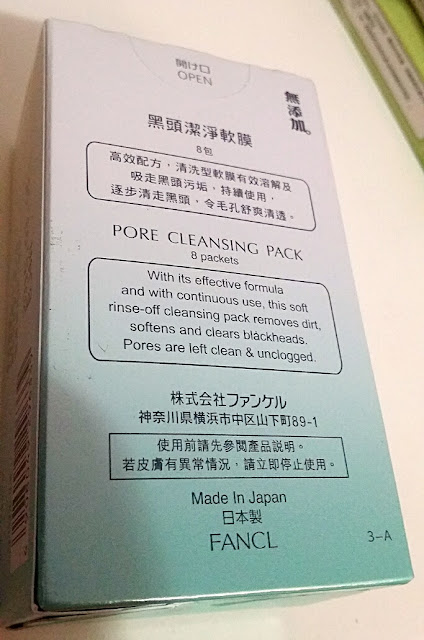 開け口
OPEN
無添加。
黑頭潔淨軟膜
8包
高效配方，清洗型軟膜有效溶解及
吸走黑頭污垢，持續使用，
逐步清走黑頭，令毛孔舒爽清透。
PORE CLEANSING PACK
8 packets
With its effective formula
and with continuous use, this soft
rinse-off cleansing pack removes dirt,
softens and clears blackheads.
Pores are left clean & unclogged.
株式会社ファンケル
神奈川県横浜市中区山下町89-1
使用前請先參閱產品説明。
若皮膚有異常情況，請立即停止使用。
Made In Japan
日本製
FANCL
3-A